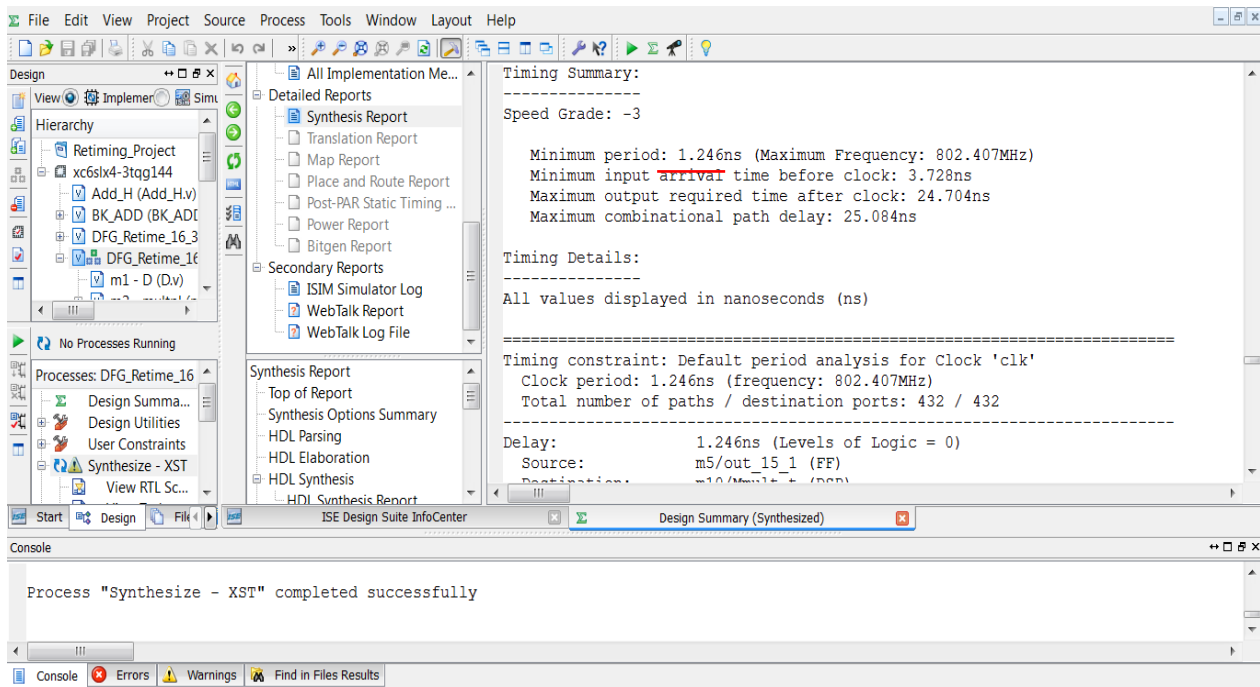 File Edit View Project Source Process Tools Window Layout Help
Design
View Implemen Simu
Hierarchy
Retiming_Project
xc6slx4-3tqg144
Add_H (Add_H.v)
BK_ADD (BK_ADD
DFG_Retime_16_3
DFG_Retime_16
m1 - D (D.v)
No Processes Running
Processes: DFG_Retime_16
Design Summa...
Design Utilities
User Constraints
Synthesize - XST
View RTL Sc...
Start Design File
All Implementation Me...
Detailed Reports
Synthesis Report
Translation Report
Map Report
Place and Route Report
Post-PAR Static Timing ...
Power Report
Bitgen Report
Secondary Reports
ISIM Simulator Log
WebTalk Report
WebTalk Log File
Synthesis Report
Top of Report
Synthesis Options Summary
HDL Parsing
HDL Elaboration
HDL Synthesis
HDL Synthesis Report
Timing Summary:
---------------
Speed Grade: -3
Minimum period: 1.246ns (Maximum Frequency: 802.407MHz)
Minimum input arrival time before clock: 3.728ns
Maximum output required time after clock: 24.704ns
Maximum combinational path delay: 25.084ns
Timing Details:
---------------
All values displayed in nanoseconds (ns)
=========================================================================
Timing constraint: Default period analysis for Clock 'clk'
Clock period: 1.246ns (frequency: 802.407MHz)
Total number of paths / destination ports: 432 / 432
-------------------------------------------------------------------------
Delay: 1.246ns (Levels of Logic = 0)
Source: m5/out_15_1 (FF)
Destination: m10/Mmult_t (DSP)
ISE Design Suite InfoCenter
Design Summary (Synthesized)
Console
Process "Synthesize - XST" completed successfully
Console Errors Warnings Find in Files Results